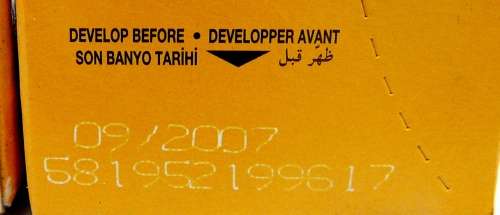 DEVELOP BEFORE • DEVELOPPER AVANT
SON BANYO TARİHİ ظهّر قبل
09/2007
581952199617